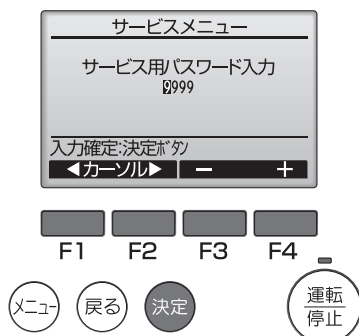 サービスメニュー
サービス用パスワード入力
9999
入力確定:決定ボタン
◀カーソル▶ − +
F1 F2 F3 F4
メニュー 戻る 決定 運転
停止